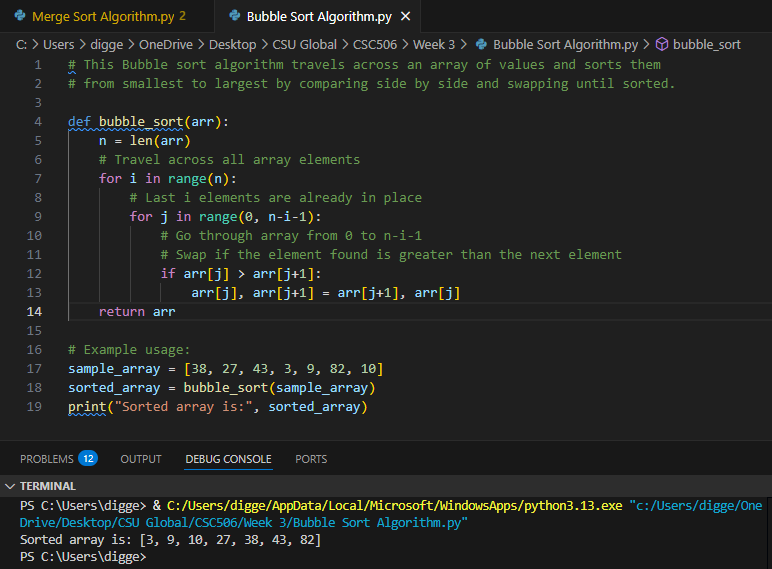 Merge Sort Algorithm.py 2 Bubble Sort Algorithm.py
C: > Users > digge > OneDrive > Desktop > CSU Global > CSC506 > Week 3 > Bubble Sort Algorithm.py > bubble_sort
1 # This Bubble sort algorithm travels across an array of values and sorts them
2 # from smallest to largest by comparing side by side and swapping until sorted.
3
4 def bubble_sort(arr):
5     n = len(arr)
6     # Travel across all array elements
7     for i in range(n):
8         # Last i elements are already in place
9         for j in range(0, n-i-1):
10             # Go through array from 0 to n-i-1
11             # Swap if the element found is greater than the next element
12             if arr[j] > arr[j+1]:
13                 arr[j], arr[j+1] = arr[j+1], arr[j]
14     return arr
15
16 # Example usage:
17 sample_array = [38, 27, 43, 3, 9, 82, 10]
18 sorted_array = bubble_sort(sample_array)
19 print("Sorted array is:", sorted_array)
PROBLEMS 12 OUTPUT DEBUG CONSOLE PORTS
TERMINAL
PS C:\Users\digge> & C:/Users/digge/AppData/Local/Microsoft/WindowsApps/python3.13.exe "c:/Users/digge/One
Drive/Desktop/CSU Global/CSC506/Week 3/Bubble Sort Algorithm.py"
Sorted array is: [3, 9, 10, 27, 38, 43, 82]
PS C:\Users\digge>